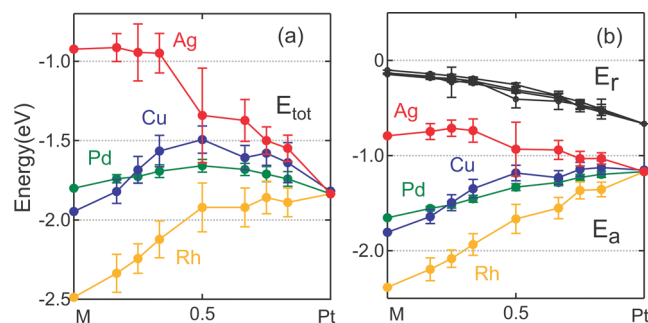 (a)
Ag
E_tot
Cu
Pd
Rh
Energy(eV)
-1.0
-1.5
-2.0
-2.5
M
0.5
Pt
(b)
E_r
Ag
Cu
Pd
Rh
E_a
0
-1.0
-2.0
M
0.5
Pt